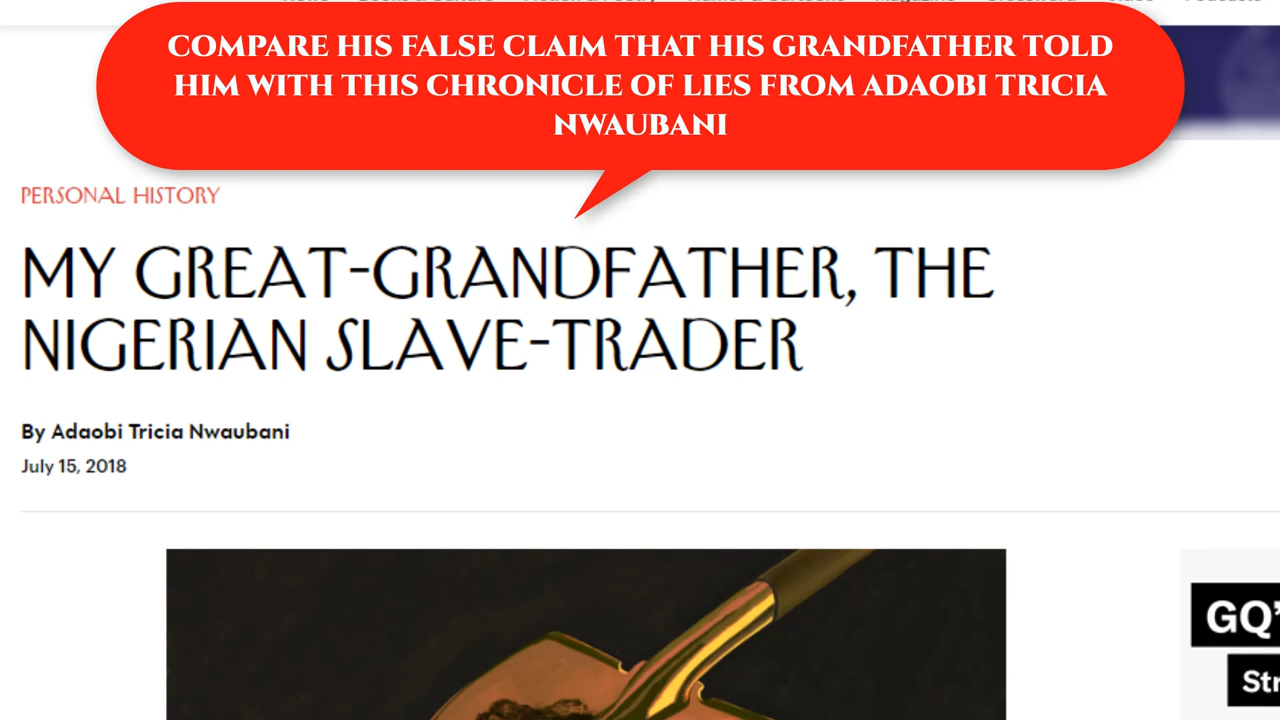 COMPARE HIS FALSE CLAIM THAT HIS GRANDFATHER TOLD
HIM WITH THIS CHRONICLE OF LIES FROM ADAOBI TRICIA
NWAUBANI
PERSONAL HISTORY
MY GREAT-GRANDFATHER, THE
NIGERIAN SLAVE-TRADER
By Adaobi Tricia Nwaubani
July 15, 2018
GQ'